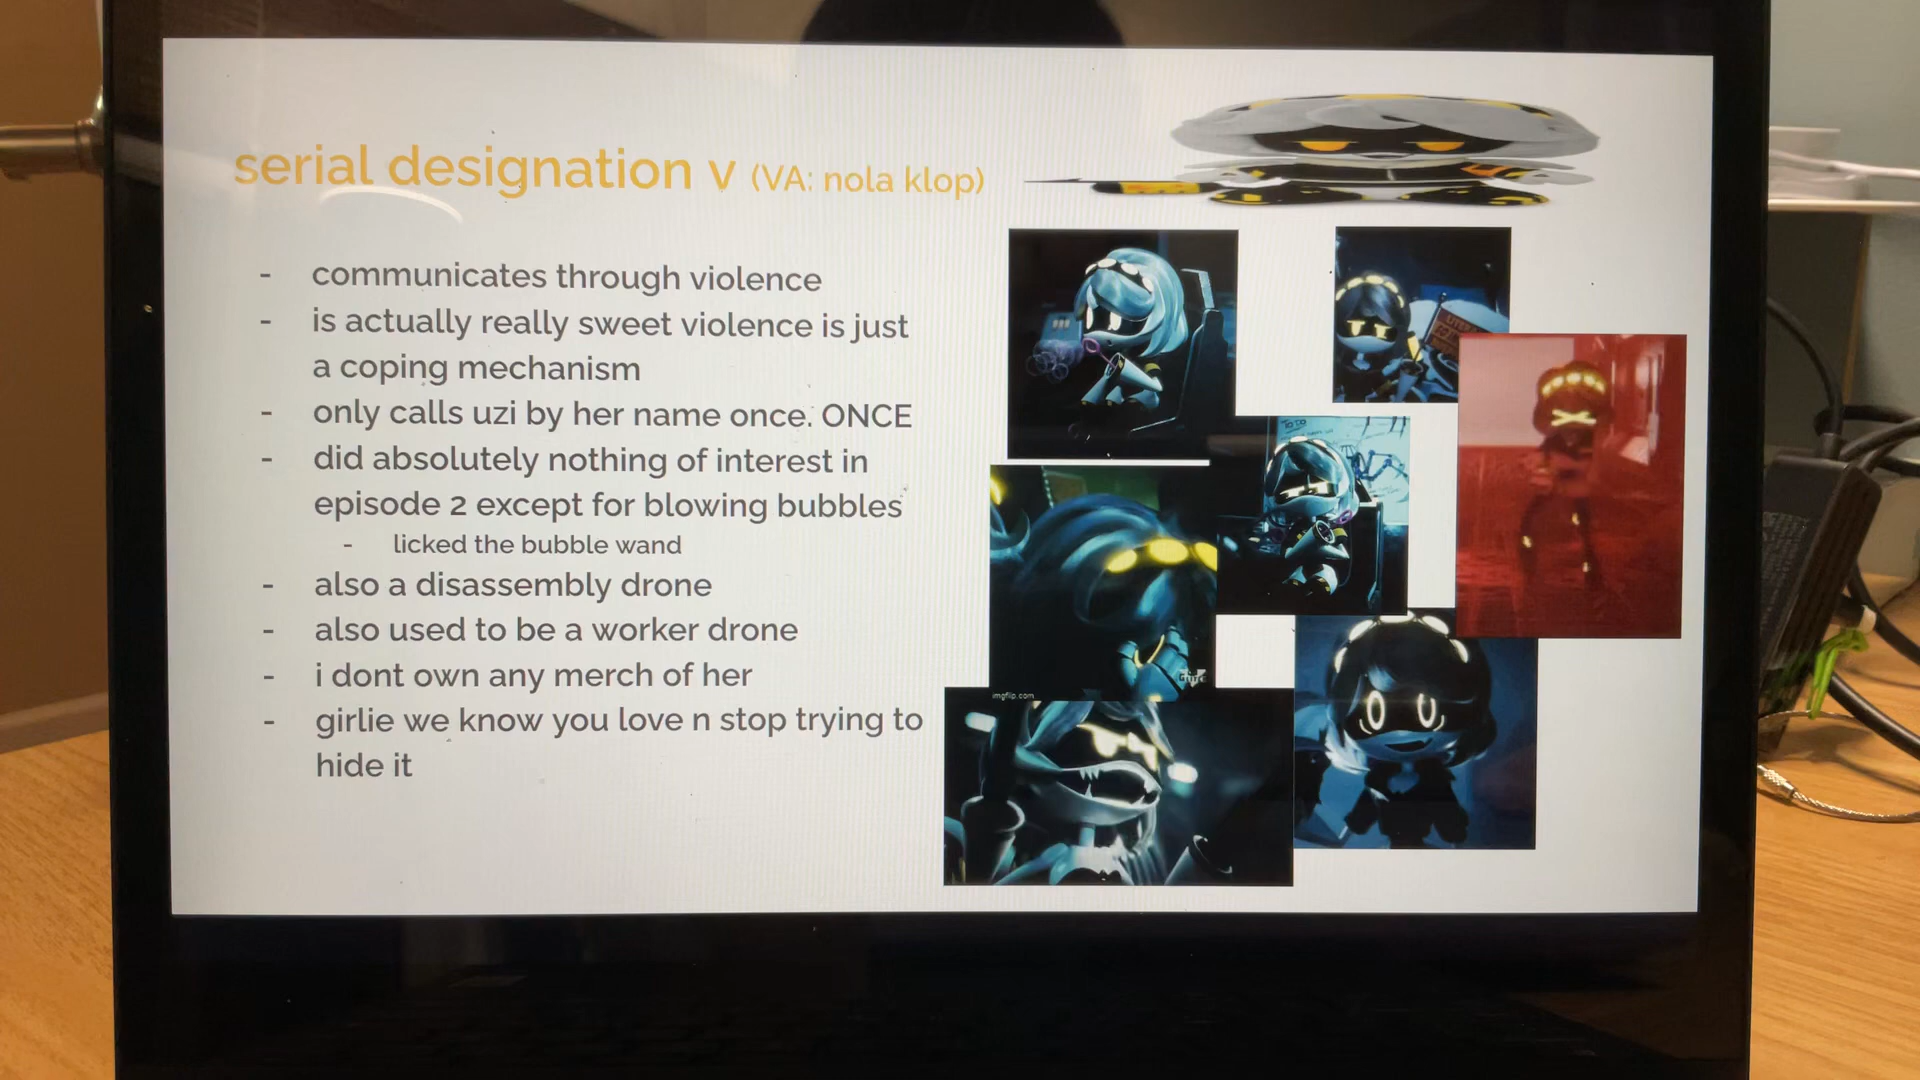 serial designation v (VA: nola klop)
- communicates through violence
- is actually really sweet violence is just
a coping mechanism
- only calls uzi by her name once. ONCE
- did absolutely nothing of interest in
episode 2 except for blowing bubbles
- licked the bubble wand
- also a disassembly drone
- also used to be a worker drone
- i dont own any merch of her
- girlie we know you love n stop trying to
hide it
TO DO
imgflip.com